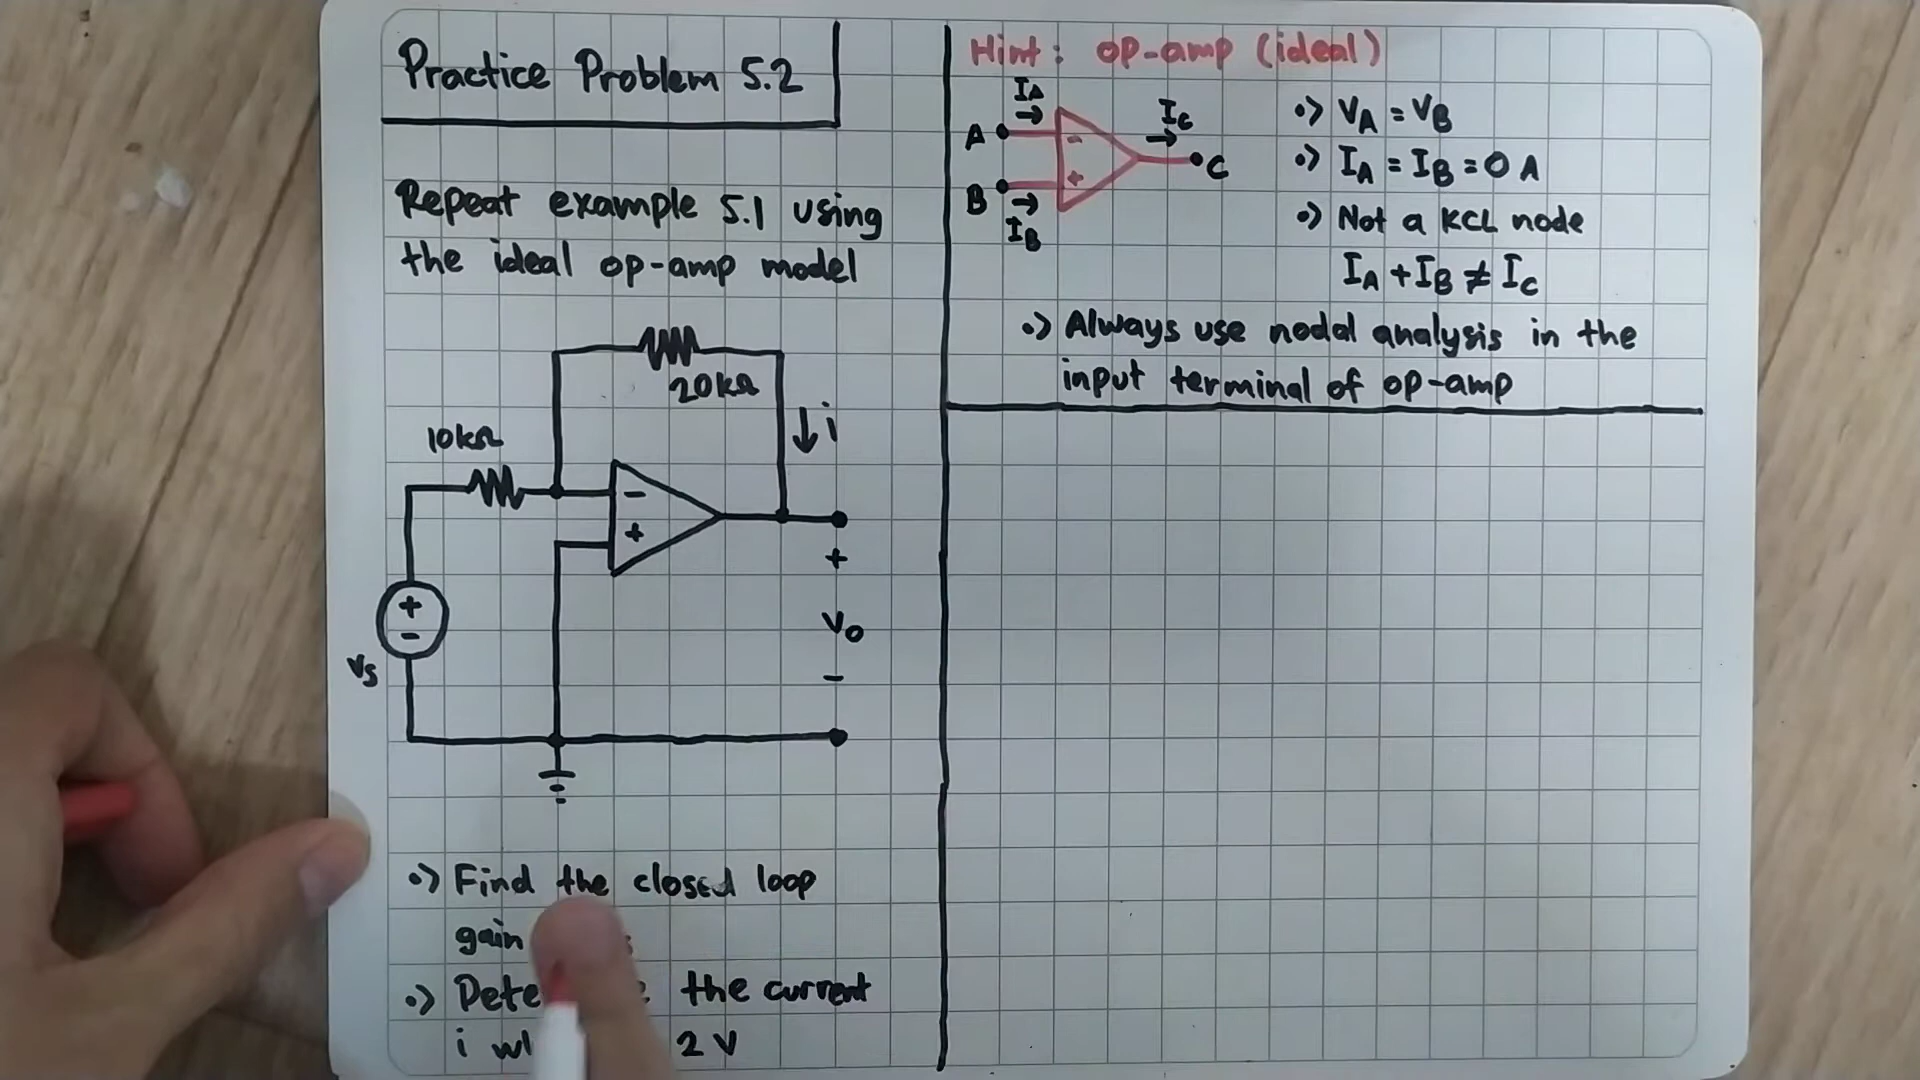 Practice Problem 5.2
Repeat example 5.1 using
the ideal op-amp model
20kΩ
i
10kΩ
-
+
+
-
vs
+
vo
-
•) Find the closed loop
gain
•) the current
i 2 V
Hint: op-amp (ideal)
IA
A
-
B
+
IB
IC
C
•) VA = VB
•) IA = IB = 0 A
•) Not a KCL node
IA + IB ≠ IC
•) Always use nodal analysis in the
input terminal of op-amp